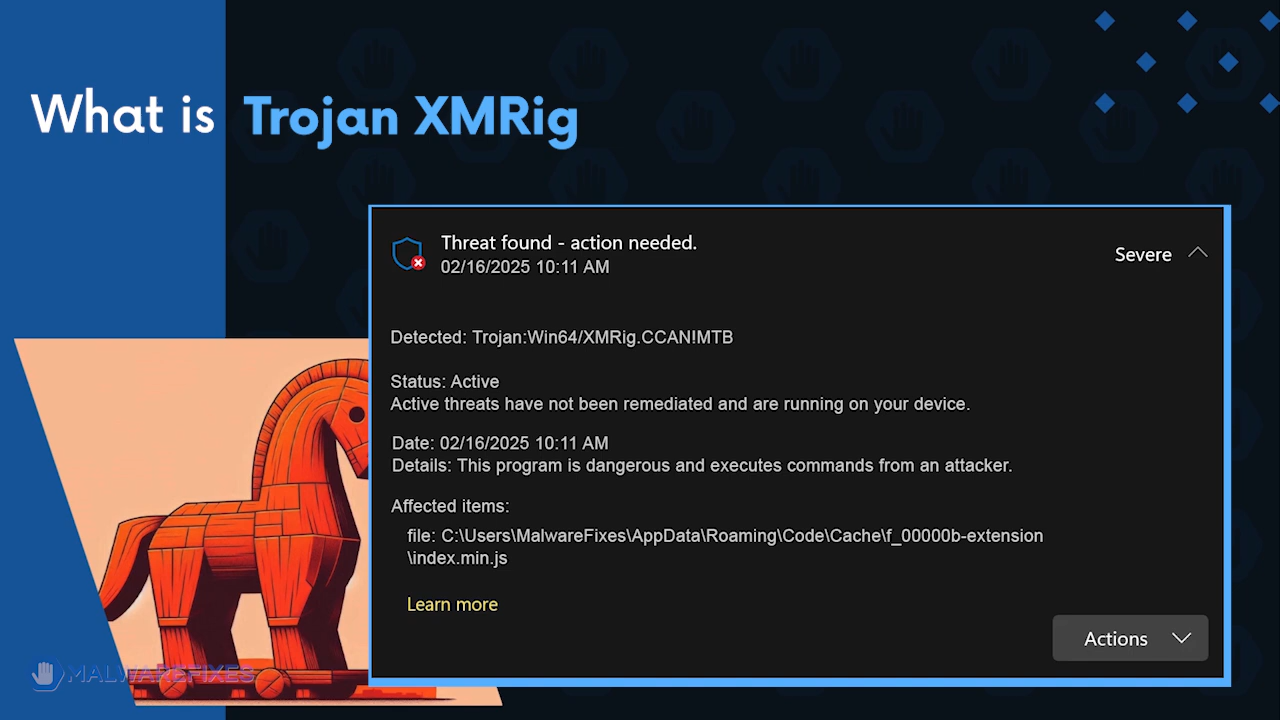 What is Trojan XMRig
Threat found - action needed.
02/16/2025 10:11 AM
Severe
Detected: Trojan:Win64/XMRig.CCAN!MTB
Status: Active
Active threats have not been remediated and are running on your device.
Date: 02/16/2025 10:11 AM
Details: This program is dangerous and executes commands from an attacker.
Affected items:
file: C:\Users\MalwareFixes\AppData\Roaming\Code\Cache\f_00000b-extension
\index.min.js
Learn more
Actions
MALWAREFIXES